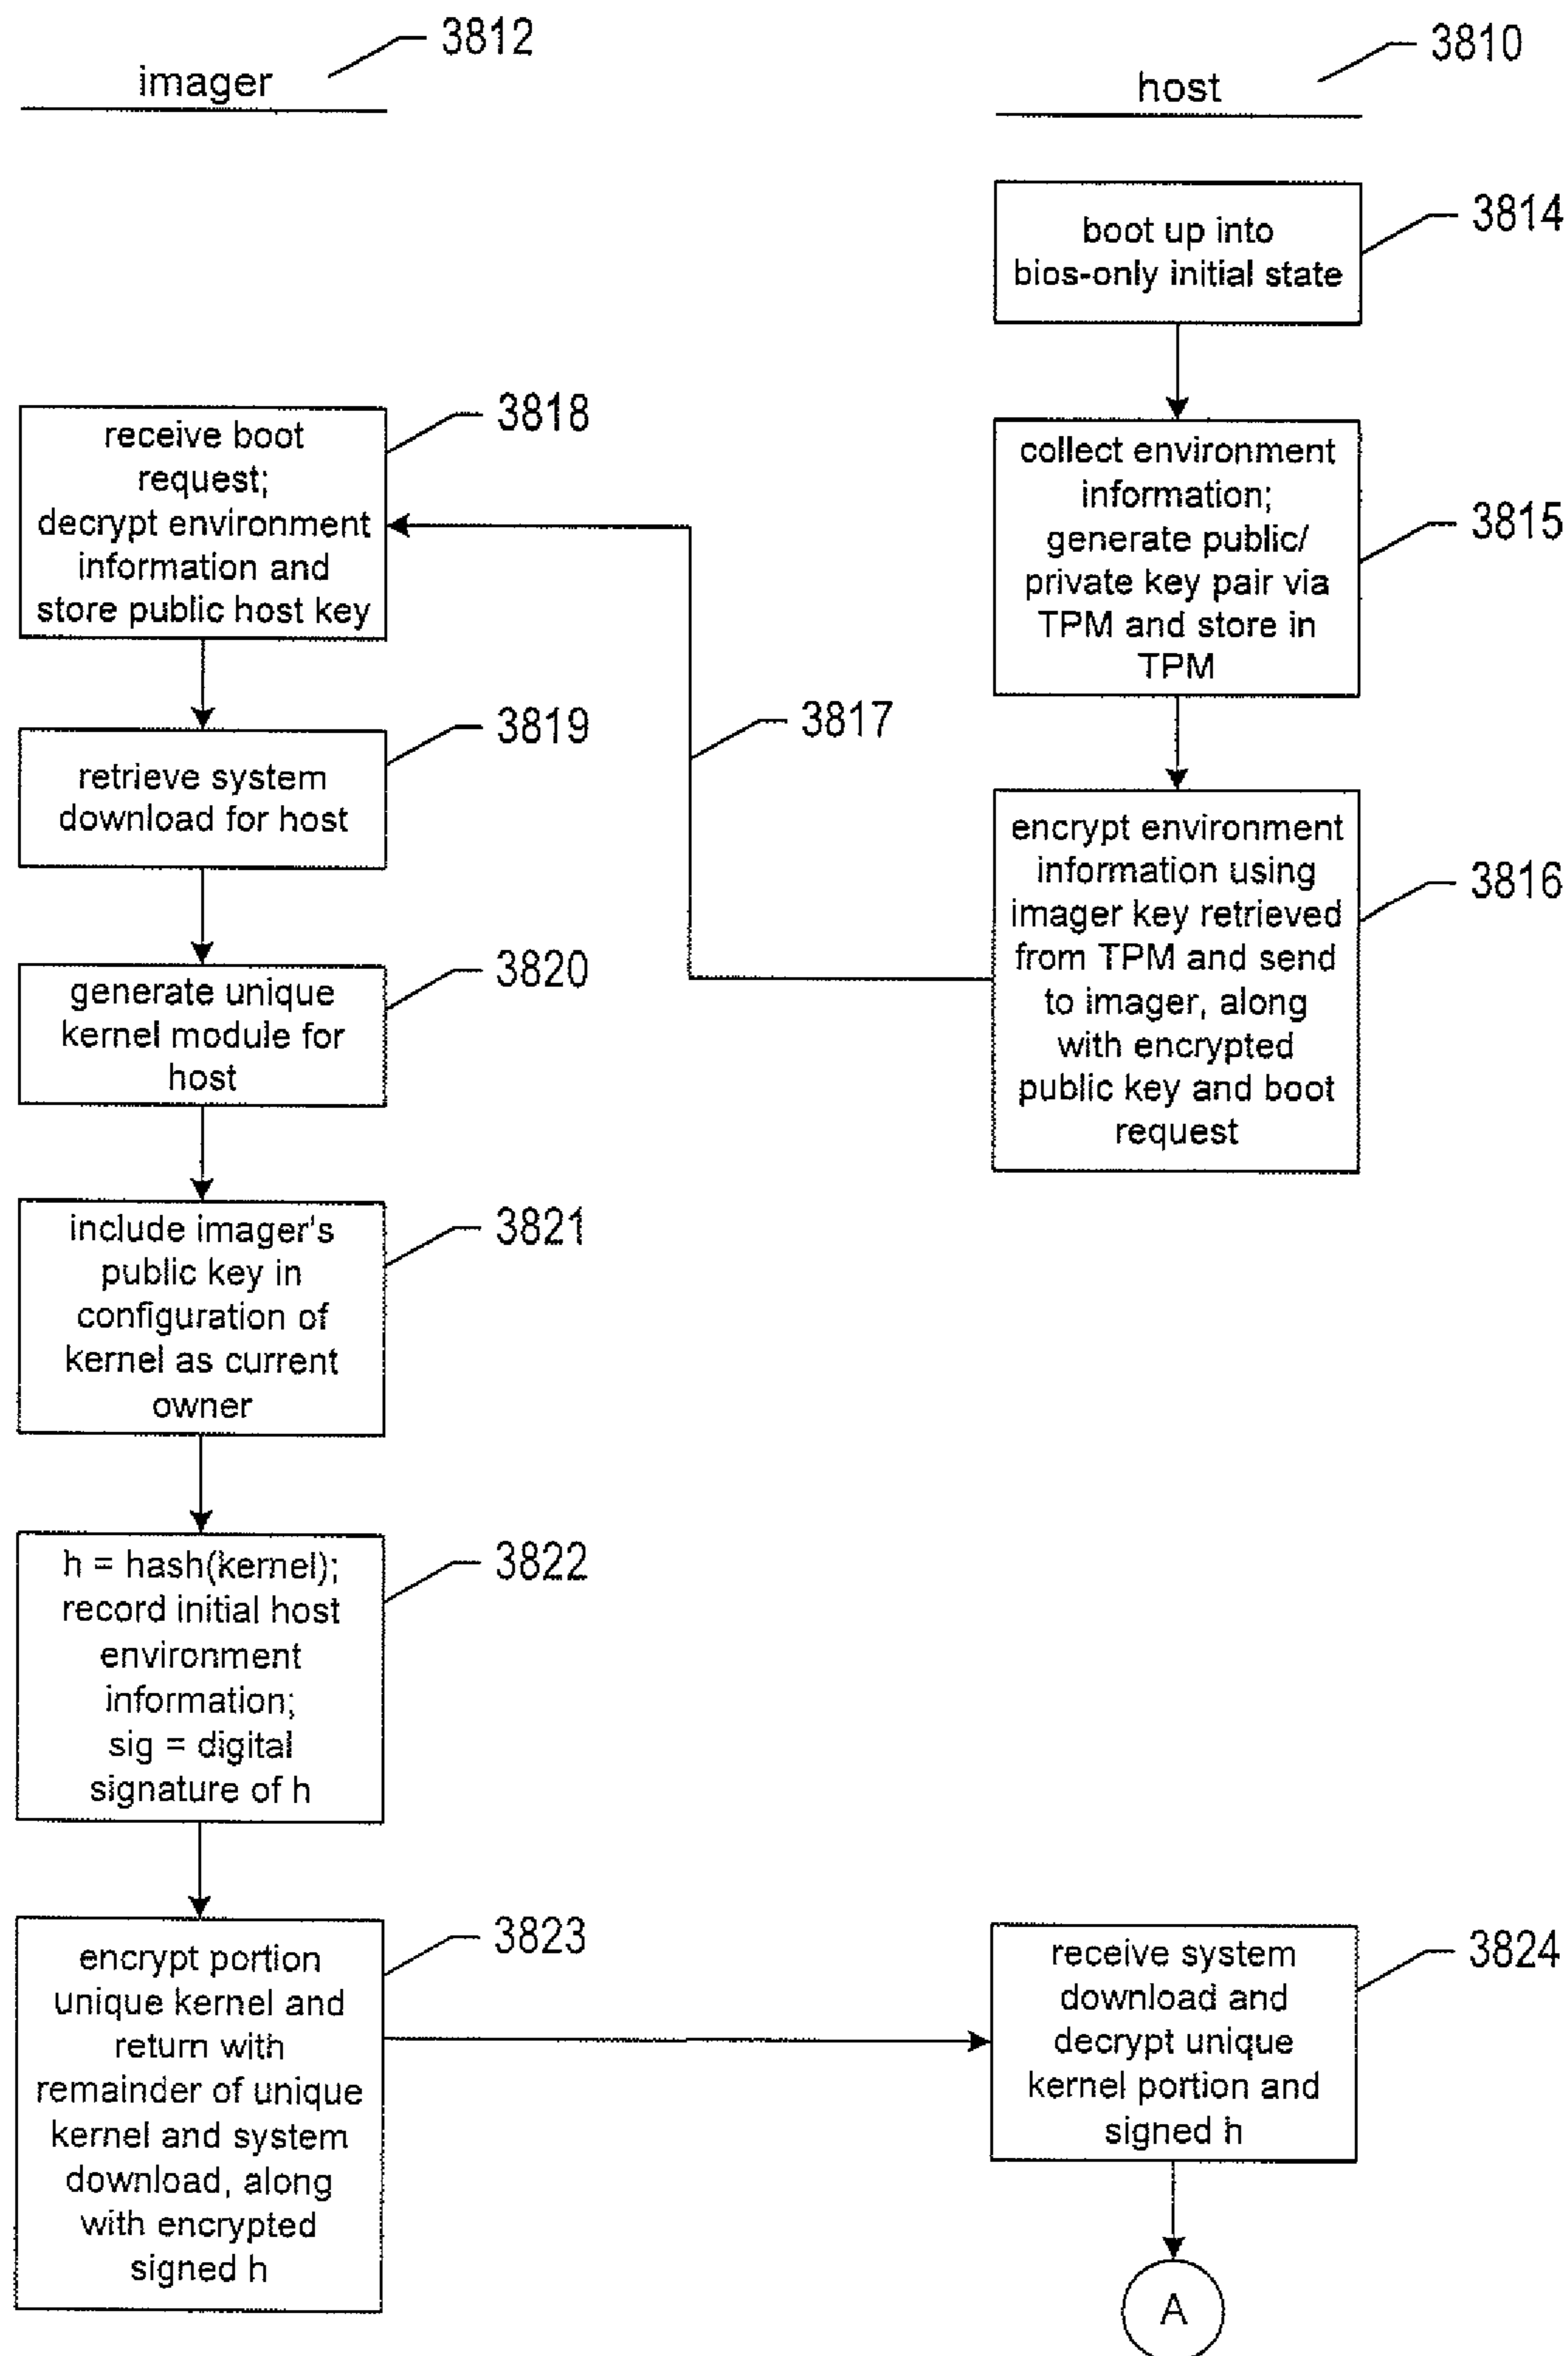 imager
3812
host
3810
boot up into
bios-only initial state
3814
collect environment
information;
generate public/
private key pair via
TPM and store in
TPM
3815
encrypt environment
information using
imager key retrieved
from TPM and send
to imager, along
with encrypted
public key and boot
request
3816
3817
receive boot
request;
decrypt environment
information and
store public host key
3818
retrieve system
download for host
3819
generate unique
kernel module for
host
3820
include imager's
public key in
configuration of
kernel as current
owner
3821
h = hash(kernel);
record initial host
environment
information;
sig = digital
signature of h
3822
encrypt portion
unique kernel and
return with
remainder of unique
kernel and system
download, along
with encrypted
signed h
3823
receive system
download and
decrypt unique
kernel portion and
signed h
3824
A